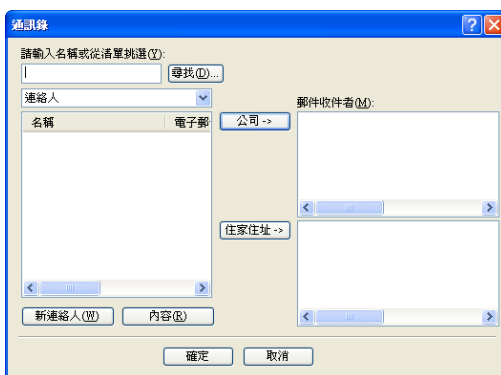 通訊錄
請輸入名稱或從清單挑選(Y):
尋找(D)...
連絡人
郵件收件者(M):
名稱 電子郵
公司 ->
住家住址 ->
新連絡人(W) 內容(R)
確定 取消